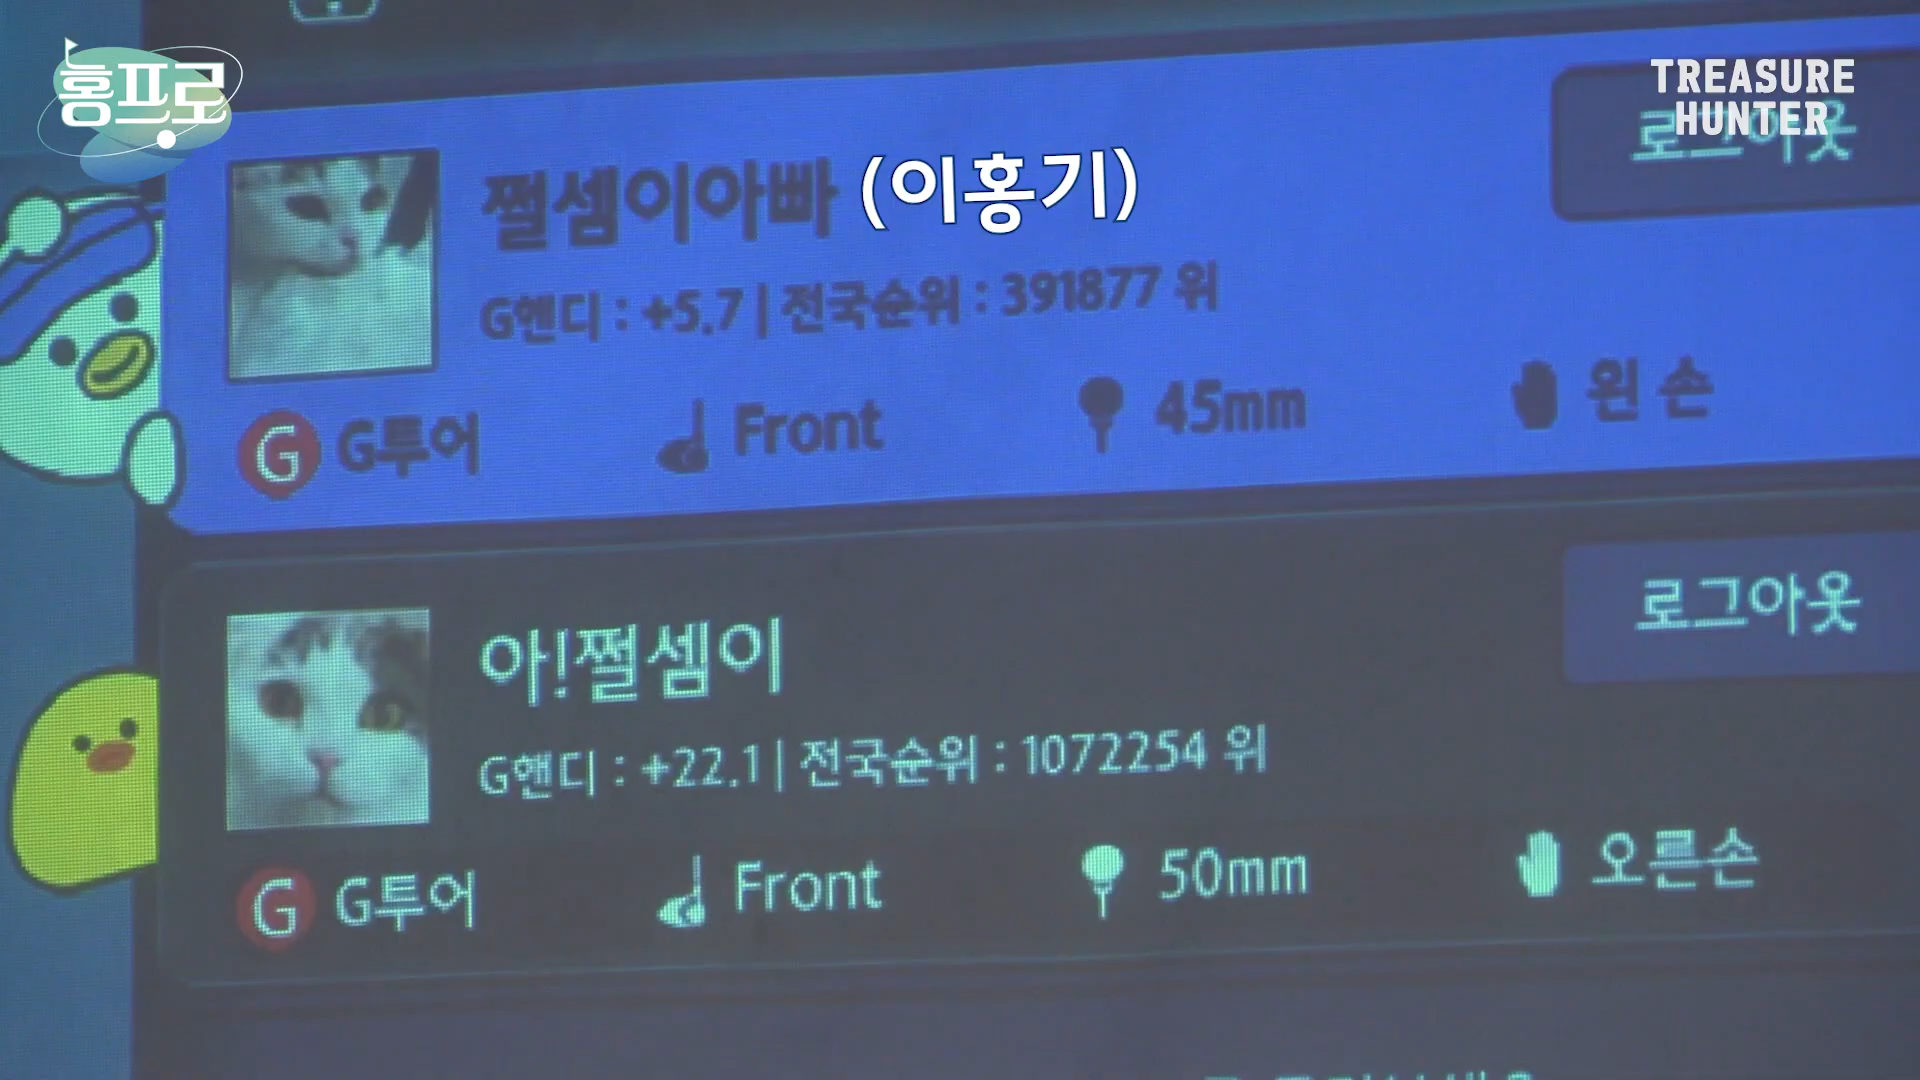 홍프로
TREASURE
HUNTER
쩔셈이아빠 (이홍기)
로그아웃
G핸디 : +5.7 | 전국순위 : 391877 위
G G투어
Front
45mm
왼 손
아!쩔셈이
로그아웃
G핸디 : +22.1 | 전국순위 : 1072254 위
G G투어
Front
50mm
오른손